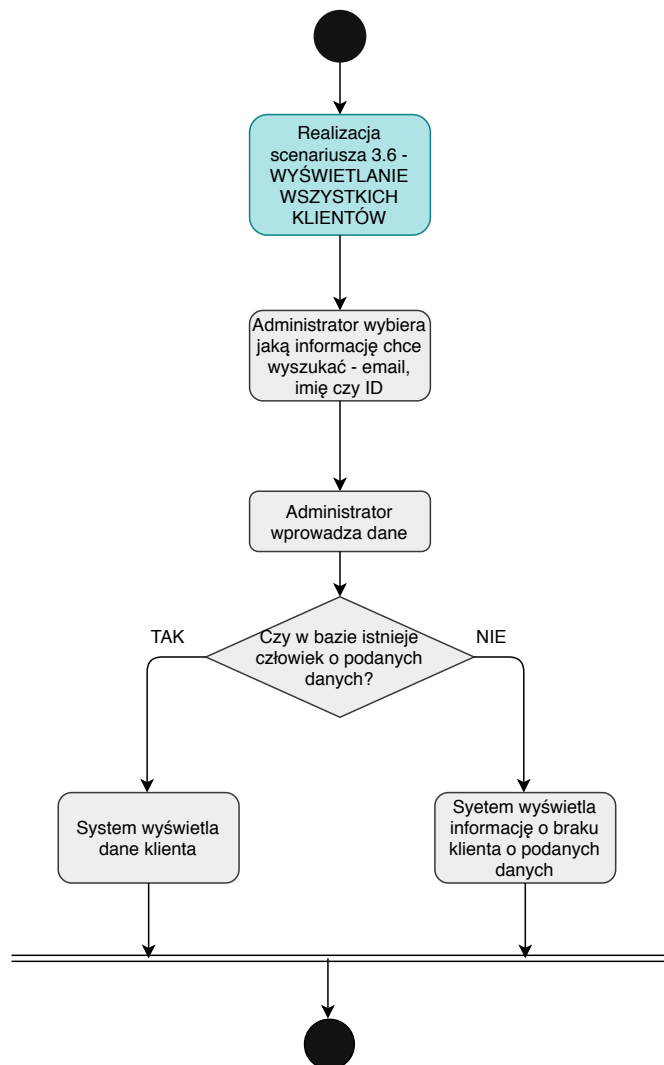 Realizacja
scenariusza 3.6 -
WYŚWIETLANIE
WSZYSTKICH
KLIENTÓW
Administrator wybiera
jaką informację chce
wyszukać - email,
imię czy ID
Administrator
wprowadza dane
TAK
Czy w bazie istnieje
człowiek o podanych
danych?
NIE
System wyświetla
dane klienta
Syetem wyświetla
informację o braku
klienta o podanych
danych